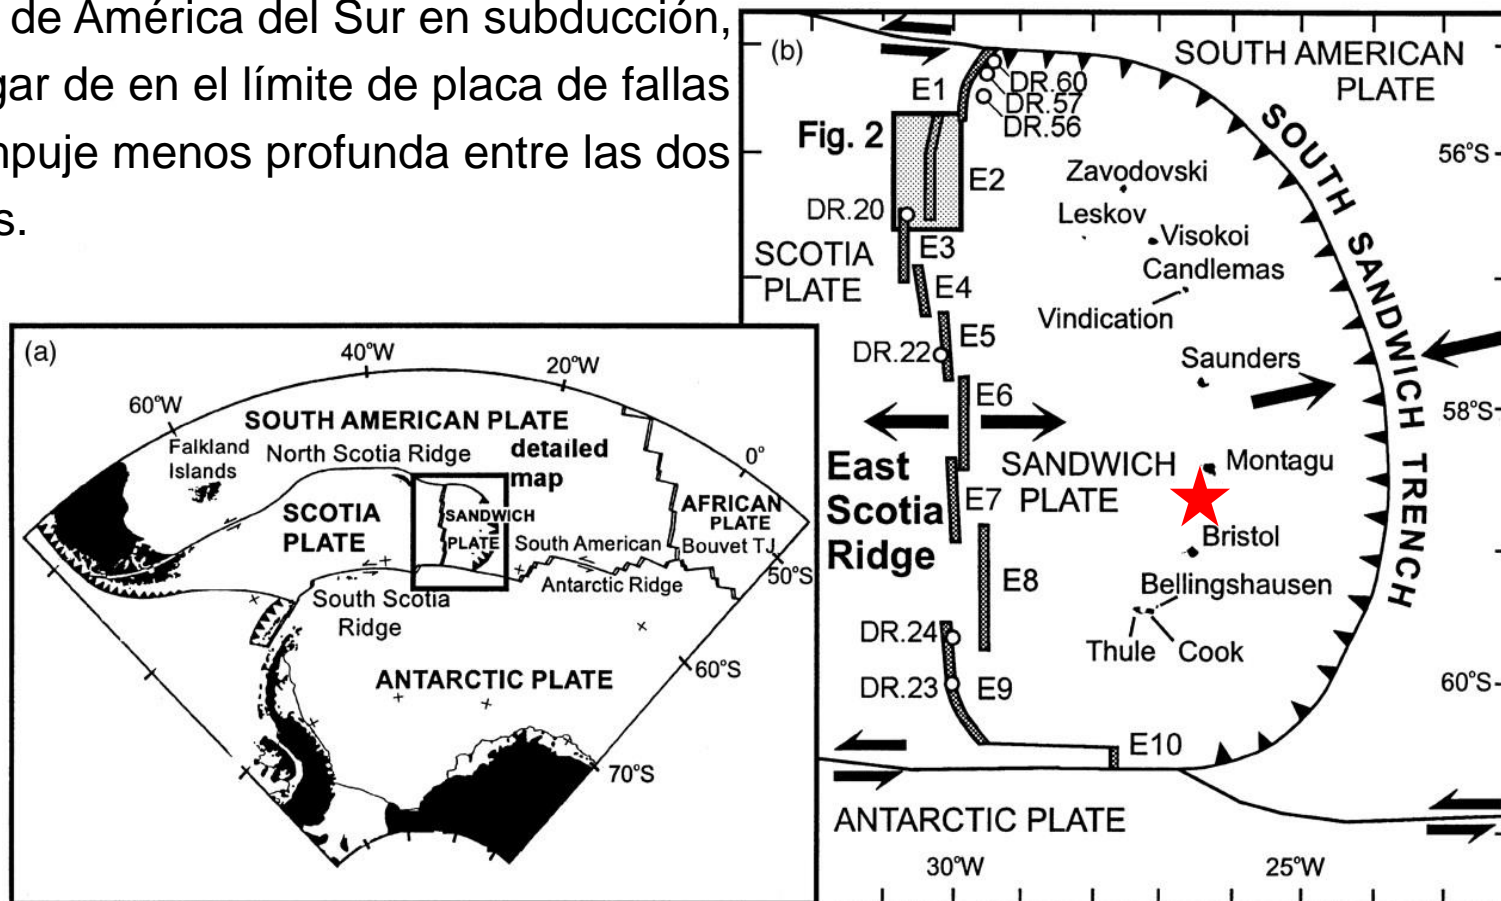 de América del Sur en subducción,
gar de en el límite de placa de fallas
puje menos profunda entre las dos
s.
(a)
60°W
40°W
20°W
0°
SOUTH AMERICAN PLATE
Falkland
Islands
North Scotia Ridge
detailed
map
SCOTIA
PLATE
SANDWICH
PLATE
AFRICAN
PLATE
South American
Bouvet TJ
Antarctic Ridge
50°S
South Scotia
Ridge
60°S
ANTARCTIC PLATE
70°S
(b)
SOUTH AMERICAN
PLATE
DR.60
DR.57
DR.56
E1
Fig. 2
E2
56°S
Zavodovski
Leskov
DR.20
Visokoi
E3
SCOTIA
PLATE
Candlemas
E4
Vindication
E5
DR.22
Saunders
E6
58°S
SOUTH SANDWICH TRENCH
East
Scotia
Ridge
SANDWICH
PLATE
Montagu
E7
Bristol
E8
Bellingshausen
DR.24
Thule
Cook
DR.23
E9
60°S
E10
ANTARCTIC PLATE
30°W
25°W